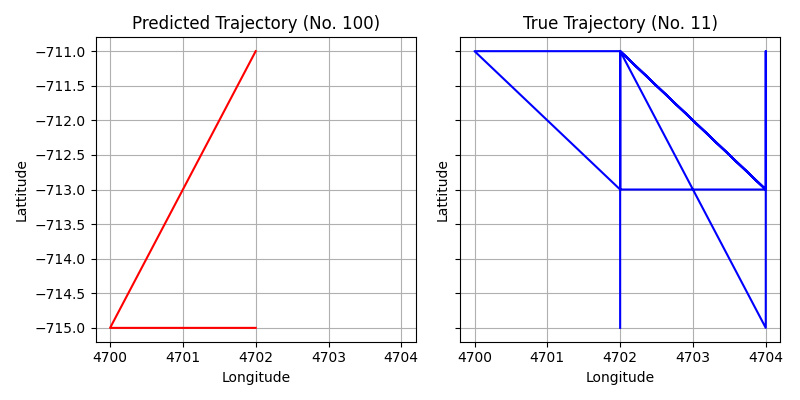 Predicted Trajectory (No. 100)
−711.0
−711.5
−712.0
−712.5
−713.0
−713.5
−714.0
−714.5
−715.0
Lattitude
4700 4701 4702 4703 4704
Longitude
True Trajectory (No. 11)
Lattitude
4700 4701 4702 4703 4704
Longitude